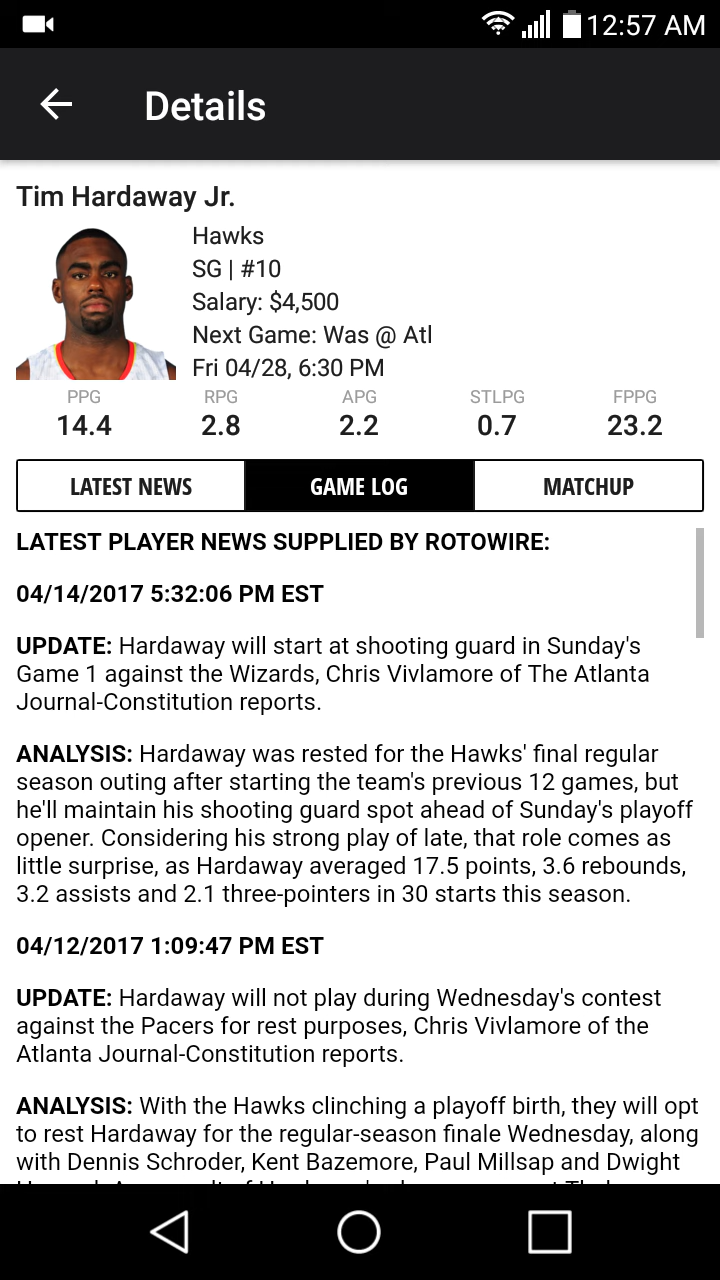 12:57 AM
Details
Tim Hardaway Jr.
Hawks
SG | #10
Salary: $4,500
Next Game: Was @ Atl
Fri 04/28, 6:30 PM
PPG RPG APG STLPG FPPG
14.4 2.8 2.2 0.7 23.2
LATEST NEWS GAME LOG MATCHUP
LATEST PLAYER NEWS SUPPLIED BY ROTOWIRE:
04/14/2017 5:32:06 PM EST
UPDATE: Hardaway will start at shooting guard in Sunday's
Game 1 against the Wizards, Chris Vivlamore of The Atlanta
Journal-Constitution reports.
ANALYSIS: Hardaway was rested for the Hawks' final regular
season outing after starting the team's previous 12 games, but
he'll maintain his shooting guard spot ahead of Sunday's playoff
opener. Considering his strong play of late, that role comes as
little surprise, as Hardaway averaged 17.5 points, 3.6 rebounds,
3.2 assists and 2.1 three-pointers in 30 starts this season.
04/12/2017 1:09:47 PM EST
UPDATE: Hardaway will not play during Wednesday's contest
against the Pacers for rest purposes, Chris Vivlamore of the
Atlanta Journal-Constitution reports.
ANALYSIS: With the Hawks clinching a playoff birth, they will opt
to rest Hardaway for the regular-season finale Wednesday, along
with Dennis Schroder, Kent Bazemore, Paul Millsap and Dwight